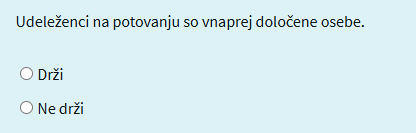 Udeleženci na potovanju so vnaprej določene osebe.
Drži
Ne drži